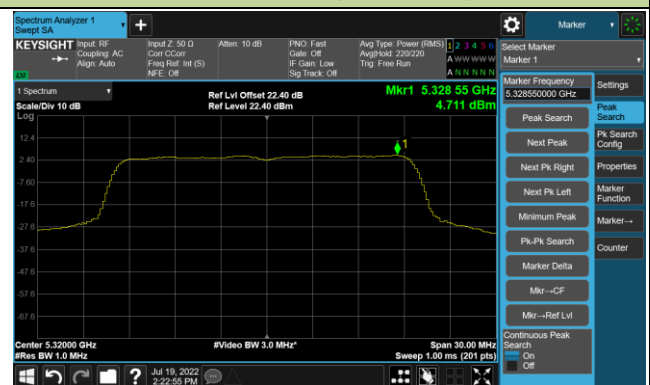 Spectrum Analyzer 1
Swept SA
Marker
KEYSIGHT
Input: RF
Coupling: AC
Align: Auto
Input Z: 50 Ω
Corr CCorr
Freq Ref: Int (S)
NFE: Off
Atten: 10 dB
PNO: Fast
Gate: Off
IF Gain: Low
Sig Track: Off
Avg Type: Power (RMS)
Avg|Hold: 220/220
Trig: Free Run
1 2 3 4 5 6
A W W W W W
A N N N N N
Select Marker
Marker 1
1 Spectrum
Scale/Div 10 dB
Log
Ref Lvl Offset 22.40 dB
Ref Level 22.40 dBm
Mkr1 5.328 55 GHz
4.711 dBm
1
12.4
2.40
-7.60
-17.6
-27.6
-37.6
-47.6
-57.6
-67.6
Center 5.32000 GHz
#Res BW 1.0 MHz
#Video BW 3.0 MHz*
Span 30.00 MHz
Sweep 1.00 ms (201 pts)
Marker Frequency
5.328550000 GHz
Peak Search
Next Peak
Next Pk Right
Next Pk Left
Minimum Peak
Pk-Pk Search
Marker Delta
Mkr→CF
Mkr→Ref Lvl
Continuous Peak
Search
On
Off
Settings
Peak
Search
Pk Search
Config
Properties
Marker
Function
Marker→
Counter
Jul 19, 2022
2:22:55 PM